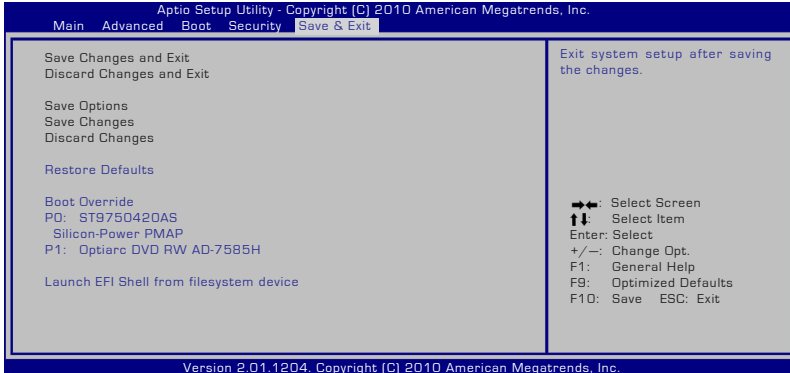 Aptio Setup Utility - Copyright (C) 2010 American Megatrends, Inc.
Main Advanced Boot Security Save & Exit
Save Changes and Exit
Discard Changes and Exit
Save Options
Save Changes
Discard Changes
Restore Defaults
Boot Override
P0: ST9750420AS
Silicon-Power PMAP
P1: Optiarc DVD RW AD-7585H
Launch EFI Shell from filesystem device
Exit system setup after saving
the changes.
→←: Select Screen
↑↓: Select Item
Enter: Select
+/—: Change Opt.
F1: General Help
F9: Optimized Defaults
F10: Save ESC: Exit
Version 2.01.1204. Copyright (C) 2010 American Megatrends, Inc.